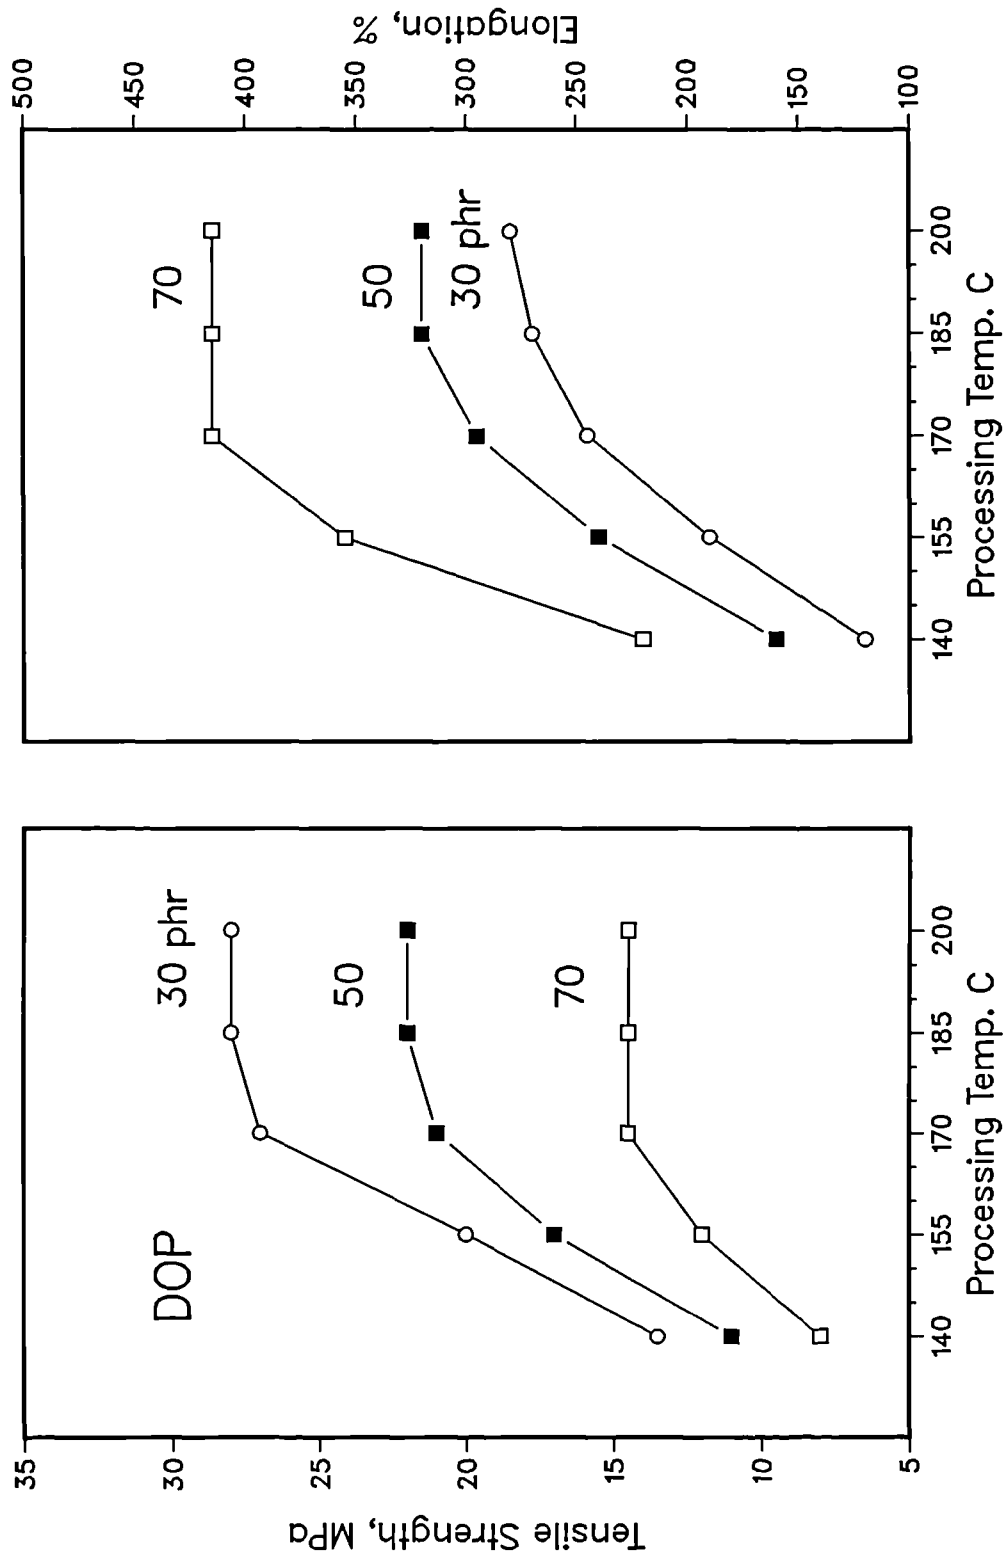 Tensile Strength, MPa
35
30
25
20
15
10
5
DOP
30 phr
50
70
140 155 170 185 200
Processing Temp. C
70
50
30 phr
140 155 170 185 200
Processing Temp. C
500
450
400
350
300
250
200
150
100
Elongation, %